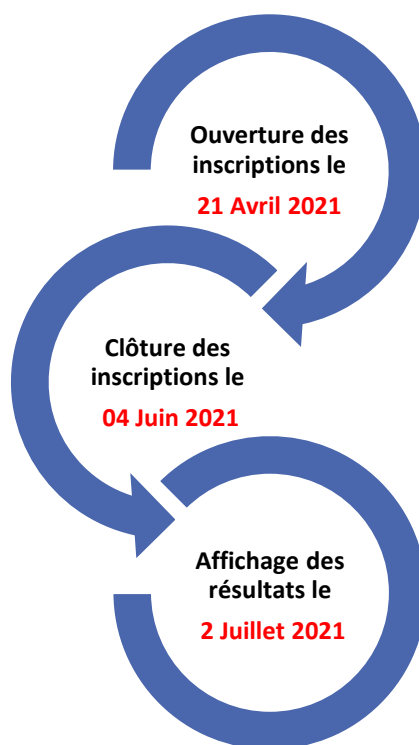 Ouverture des
inscriptions le
21 Avril 2021
Clôture des
inscriptions le
04 Juin 2021
Affichage des
résultats le
2 Juillet 2021